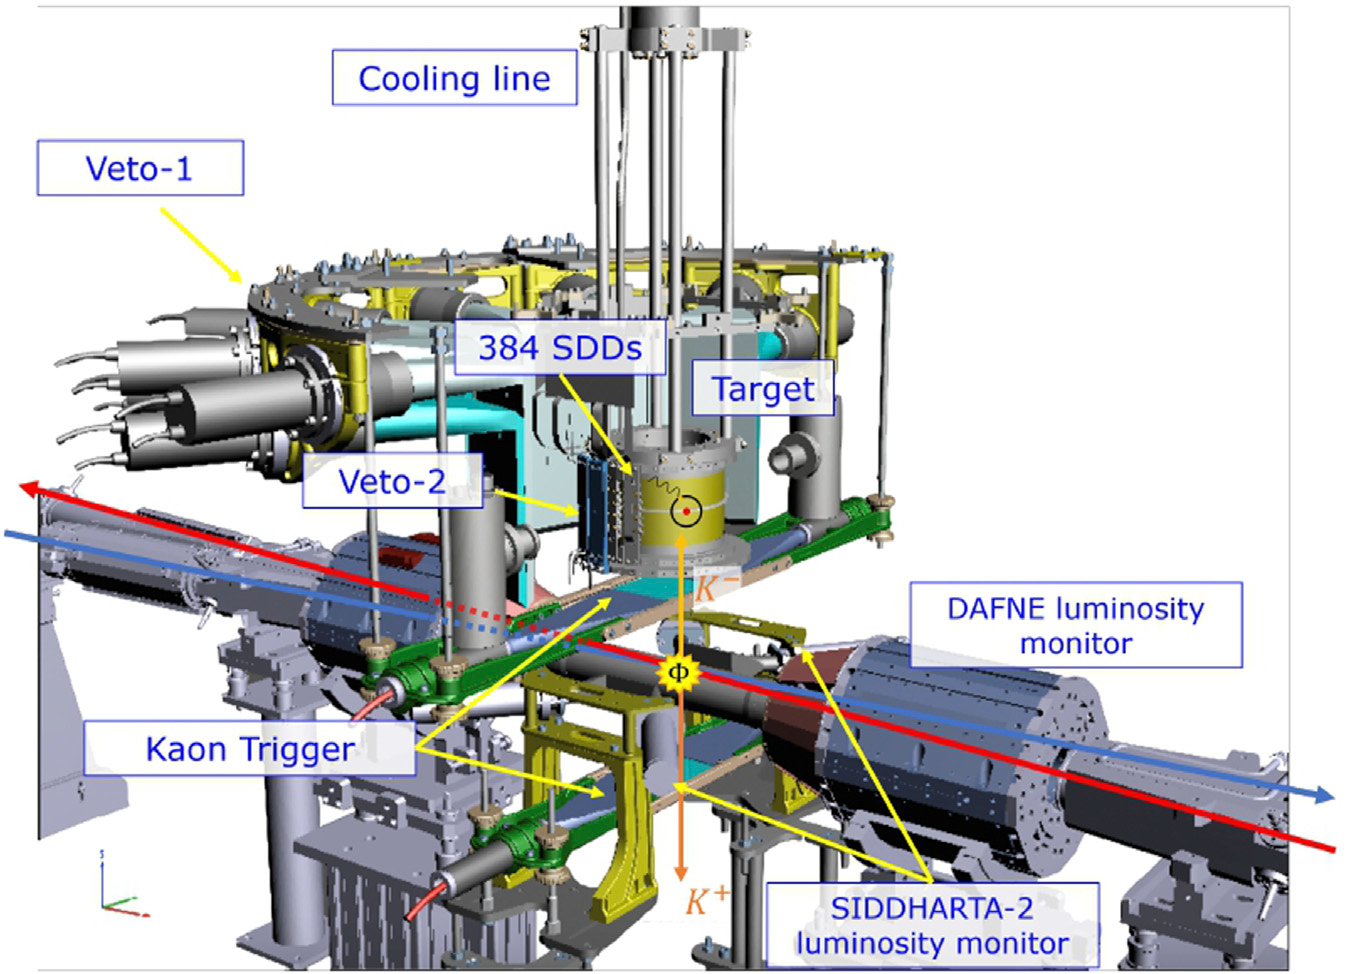 Cooling line
Veto-1
384 SDDs
Target
Veto-2
K⁻
DAFNE luminosity
monitor
Φ
Kaon Trigger
K⁺
SIDDHARTA-2
luminosity monitor